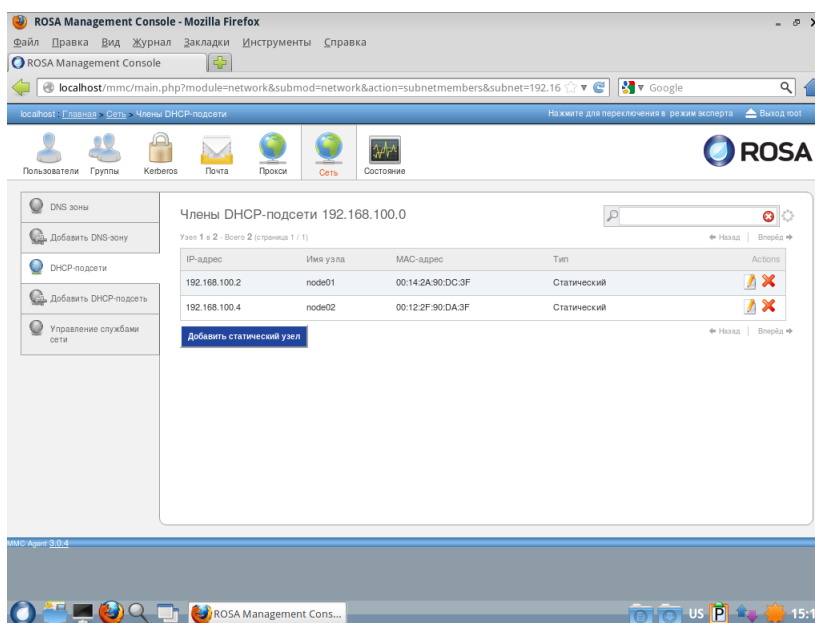 ROSA Management Console - Mozilla Firefox
Файл Правка Вид Журнал Закладки Инструменты Справка
ROSA Management Console
localhost/mmc/main.php?module=network&submod=network&action=subnetmembers&subnet=192.16
Google
localhost : Главная > Сеть > Члены DHCP-подсети
Нажмите для переключения в режим эксперта
Выход root
Пользователи Группы Kerberos Почта Прокси Сеть Состояние
ROSA
DNS зоны
Добавить DNS-зону
DHCP-подсети
Добавить DHCP-подсеть
Управление службами сети
Члены DHCP-подсети 192.168.100.0
Узел 1 в 2 - Всего 2 (страница 1 / 1)
Назад | Вперёд
IP-адрес Имя узла MAC-адрес Тип Actions
192.168.100.2 node01 00:14:2A:90:DC:3F Статический
192.168.100.4 node02 00:12:2F:90:DA:3F Статический
Добавить статический узел
Назад | Вперёд
MMC Agent 3.0.4
ROSA Management Cons...
US
P
15:1